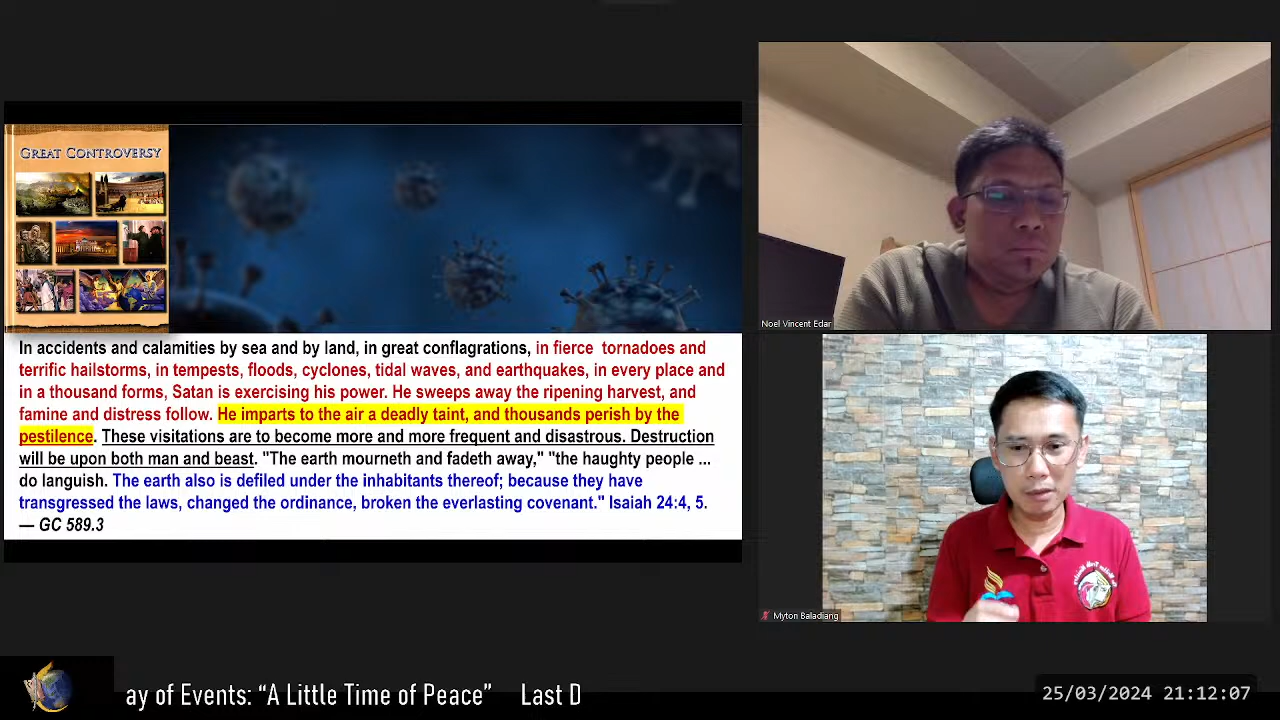 GREAT CONTROVERSY
In accidents and calamities by sea and by land, in great conflagrations, in fierce tornadoes and
terrific hailstorms, in tempests, floods, cyclones, tidal waves, and earthquakes, in every place and
in a thousand forms, Satan is exercising his power. He sweeps away the ripening harvest, and
famine and distress follow. He imparts to the air a deadly taint, and thousands perish by the
pestilence. These visitations are to become more and more frequent and disastrous. Destruction
will be upon both man and beast. "The earth mourneth and fadeth away," "the haughty people ...
do languish. The earth also is defiled under the inhabitants thereof; because they have
transgressed the laws, changed the ordinance, broken the everlasting covenant." Isaiah 24:4, 5.
— GC 589.3
Noel Vincent Edar
Myton Baladiang
ay of Events: “A Little Time of Peace” Last D
25/03/2024 21:12:07